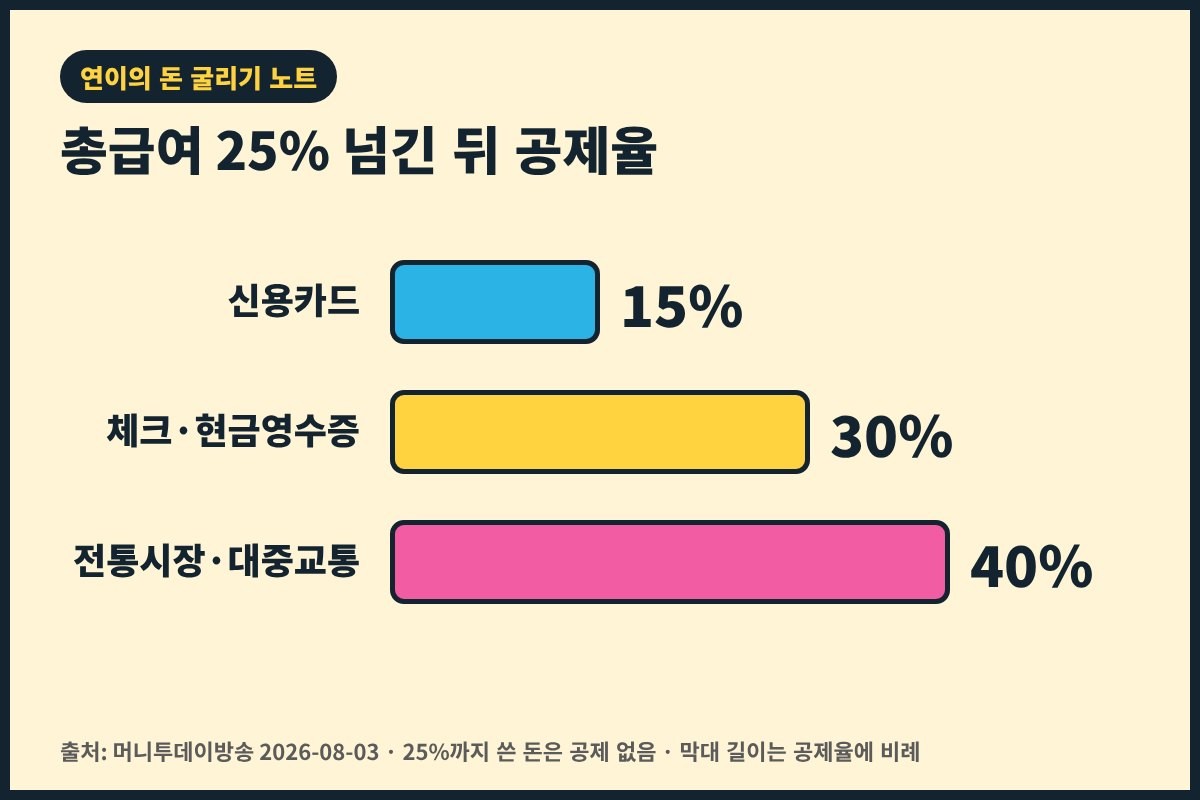 연이의 돈 굴리기 노트
총급여 25% 넘긴 뒤 공제율
신용카드 15%
체크·현금영수증 30%
전통시장·대중교통 40%
출처: 머니투데이방송 2026-08-03 · 25%까지 쓴 돈은 공제 없음 · 막대 길이는 공제율에 비례